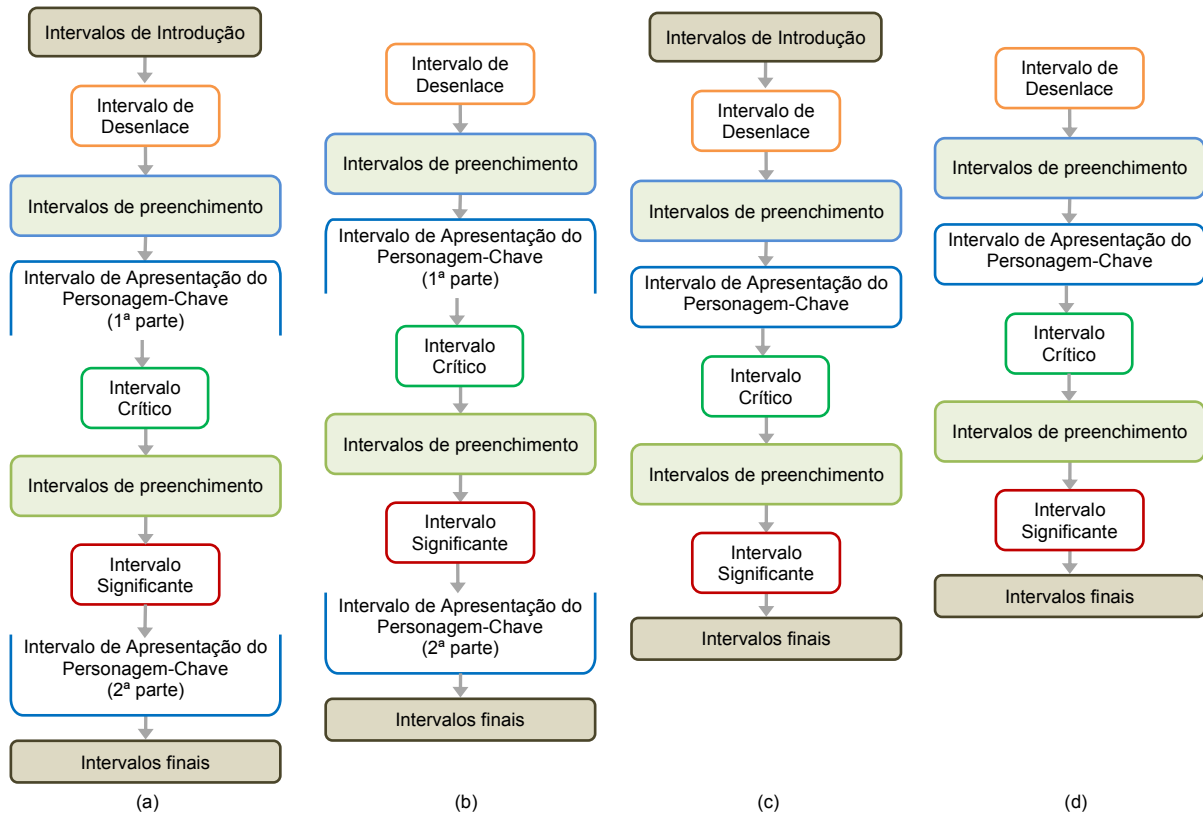 Intervalos de Introdução
Intervalo de
Desenlace
Intervalos de preenchimento
Intervalo de Apresentação do
Personagem-Chave
(1ª parte)
Intervalo
Crítico
Intervalos de preenchimento
Intervalo
Significante
Intervalo de Apresentação do
Personagem-Chave
(2ª parte)
Intervalos finais
(a)
Intervalo de
Desenlace
Intervalos de preenchimento
Intervalo de Apresentação do
Personagem-Chave
(1ª parte)
Intervalo
Crítico
Intervalos de preenchimento
Intervalo
Significante
Intervalo de Apresentação do
Personagem-Chave
(2ª parte)
Intervalos finais
(b)
Intervalos de Introdução
Intervalo de
Desenlace
Intervalos de preenchimento
Intervalo de Apresentação do
Personagem-Chave
Intervalo
Crítico
Intervalos de preenchimento
Intervalo
Significante
Intervalos finais
(c)
Intervalo de
Desenlace
Intervalos de preenchimento
Intervalo de Apresentação do
Personagem-Chave
Intervalo
Crítico
Intervalos de preenchimento
Intervalo
Significante
Intervalos finais
(d)